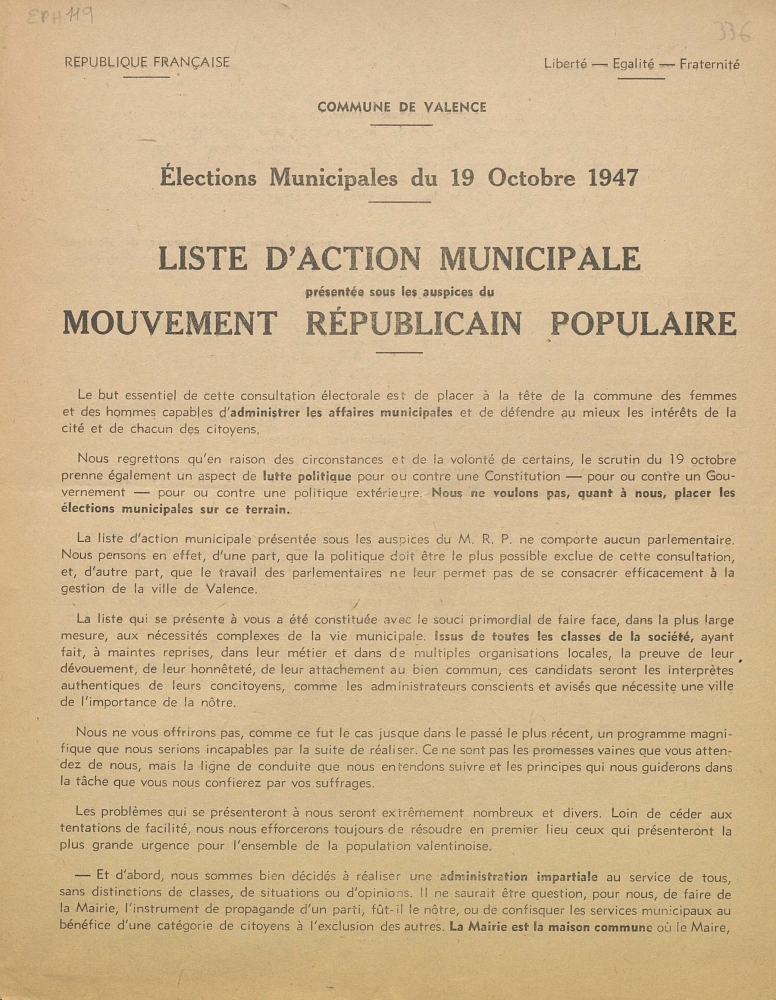 EPH 119
336
REPUBLIQUE FRANÇAISE
Liberté — Egalité — Fraternité
COMMUNE DE VALENCE
Élections Municipales du 19 Octobre 1947
LISTE D'ACTION MUNICIPALE
présentée sous les auspices du
MOUVEMENT RÉPUBLICAIN POPULAIRE
Le but essentiel de cette consultation électorale est de placer à la tête de la commune des femmes
et des hommes capables d'administrer les affaires municipales et de défendre au mieux les intérêts de la
cité et de chacun des citoyens.
Nous regrettons qu'en raison des circonstances et de la volonté de certains, le scrutin du 19 octobre
prenne également un aspect de lutte politique pour ou contre une Constitution — pour ou contre un Gou-
vernement — pour ou contre une politique extérieure. Nous ne voulons pas, quant à nous, placer les
élections municipales sur ce terrain.
La liste d'action municipale présentée sous les auspices du M. R. P. ne comporte aucun parlementaire.
Nous pensons en effet, d'une part, que la politique doit être le plus possible exclue de cette consultation,
et, d'autre part, que le travail des parlementaires ne leur permet pas de se consacrer efficacement à la
gestion de la ville de Valence.
La liste qui se présente à vous a été constituée avec le souci primordial de faire face, dans la plus large
mesure, aux nécessités complexes de la vie municipale. Issus de toutes les classes de la société, ayant
fait, à maintes reprises, dans leur métier et dans de multiples organisations locales, la preuve de leur
dévouement, de leur honnêteté, de leur attachement au bien commun, ces candidats seront les interprètes
authentiques de leurs concitoyens, comme les administrateurs conscients et avisés que nécessite une ville
de l'importance de la nôtre.
Nous ne vous offrirons pas, comme ce fut le cas jusque dans le passé le plus récent, un programme magni-
fique que nous serions incapables par la suite de réaliser. Ce ne sont pas les promesses vaines que vous atten-
dez de nous, mais la ligne de conduite que nous entendons suivre et les principes qui nous guiderons dans
la tâche que vous nous confierez par vos suffrages.
Les problèmes qui se présenteront à nous seront extrêmement nombreux et divers. Loin de céder aux
tentations de facilité, nous nous efforcerons toujours de résoudre en premier lieu ceux qui présenteront la
plus grande urgence pour l'ensemble de la population valentinoise.
— Et d'abord, nous sommes bien décidés à réaliser une administration impartiale au service de tous,
sans distinctions de classes, de situations ou d'opinions. Il ne saurait être question, pour nous, de faire de
la Mairie, l'instrument de propagande d'un parti, fût-il le nôtre, ou de confisquer les services municipaux au
bénéfice d'une catégorie de citoyens à l'exclusion des autres. La Mairie est la maison commune où le Maire,